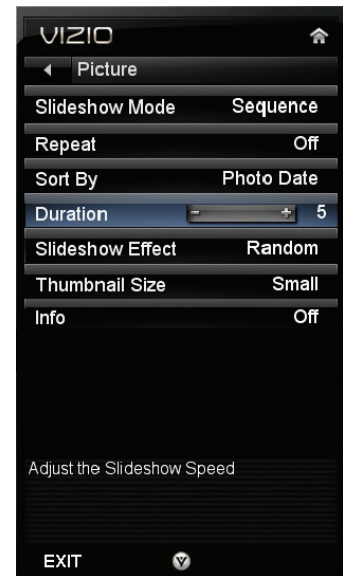 VIZIO
Picture
Slideshow Mode Sequence
Repeat Off
Sort By Photo Date
Duration - + 5
Slideshow Effect Random
Thumbnail Size Small
Info Off
Adjust the Slideshow Speed
EXIT V